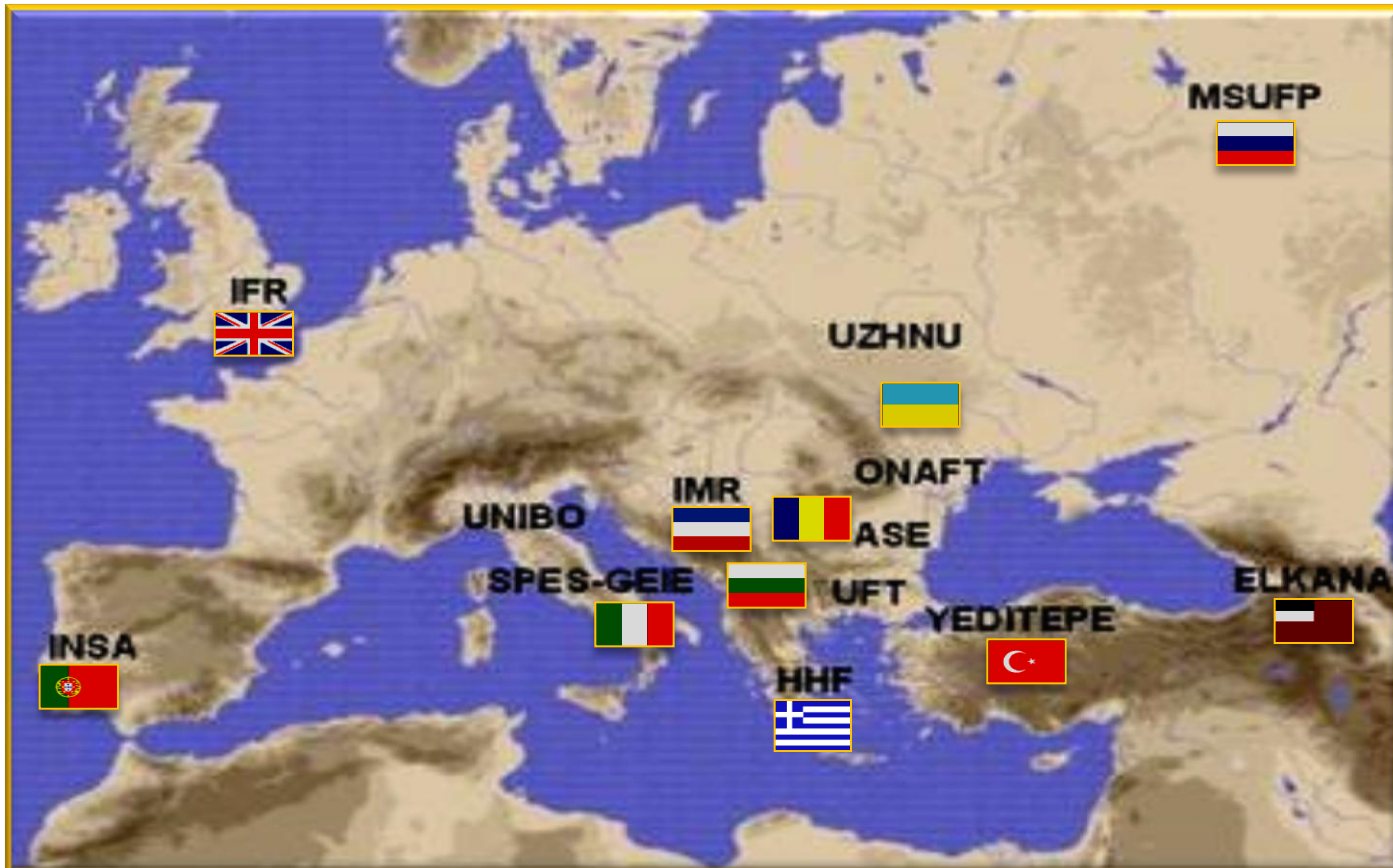 MSUFP
IFR
UZHNU
ONAFT
IMR
UNIBO
ASE
SPES-GEIE
UFT
ELKANA
YEDITEPE
INSA
HHF